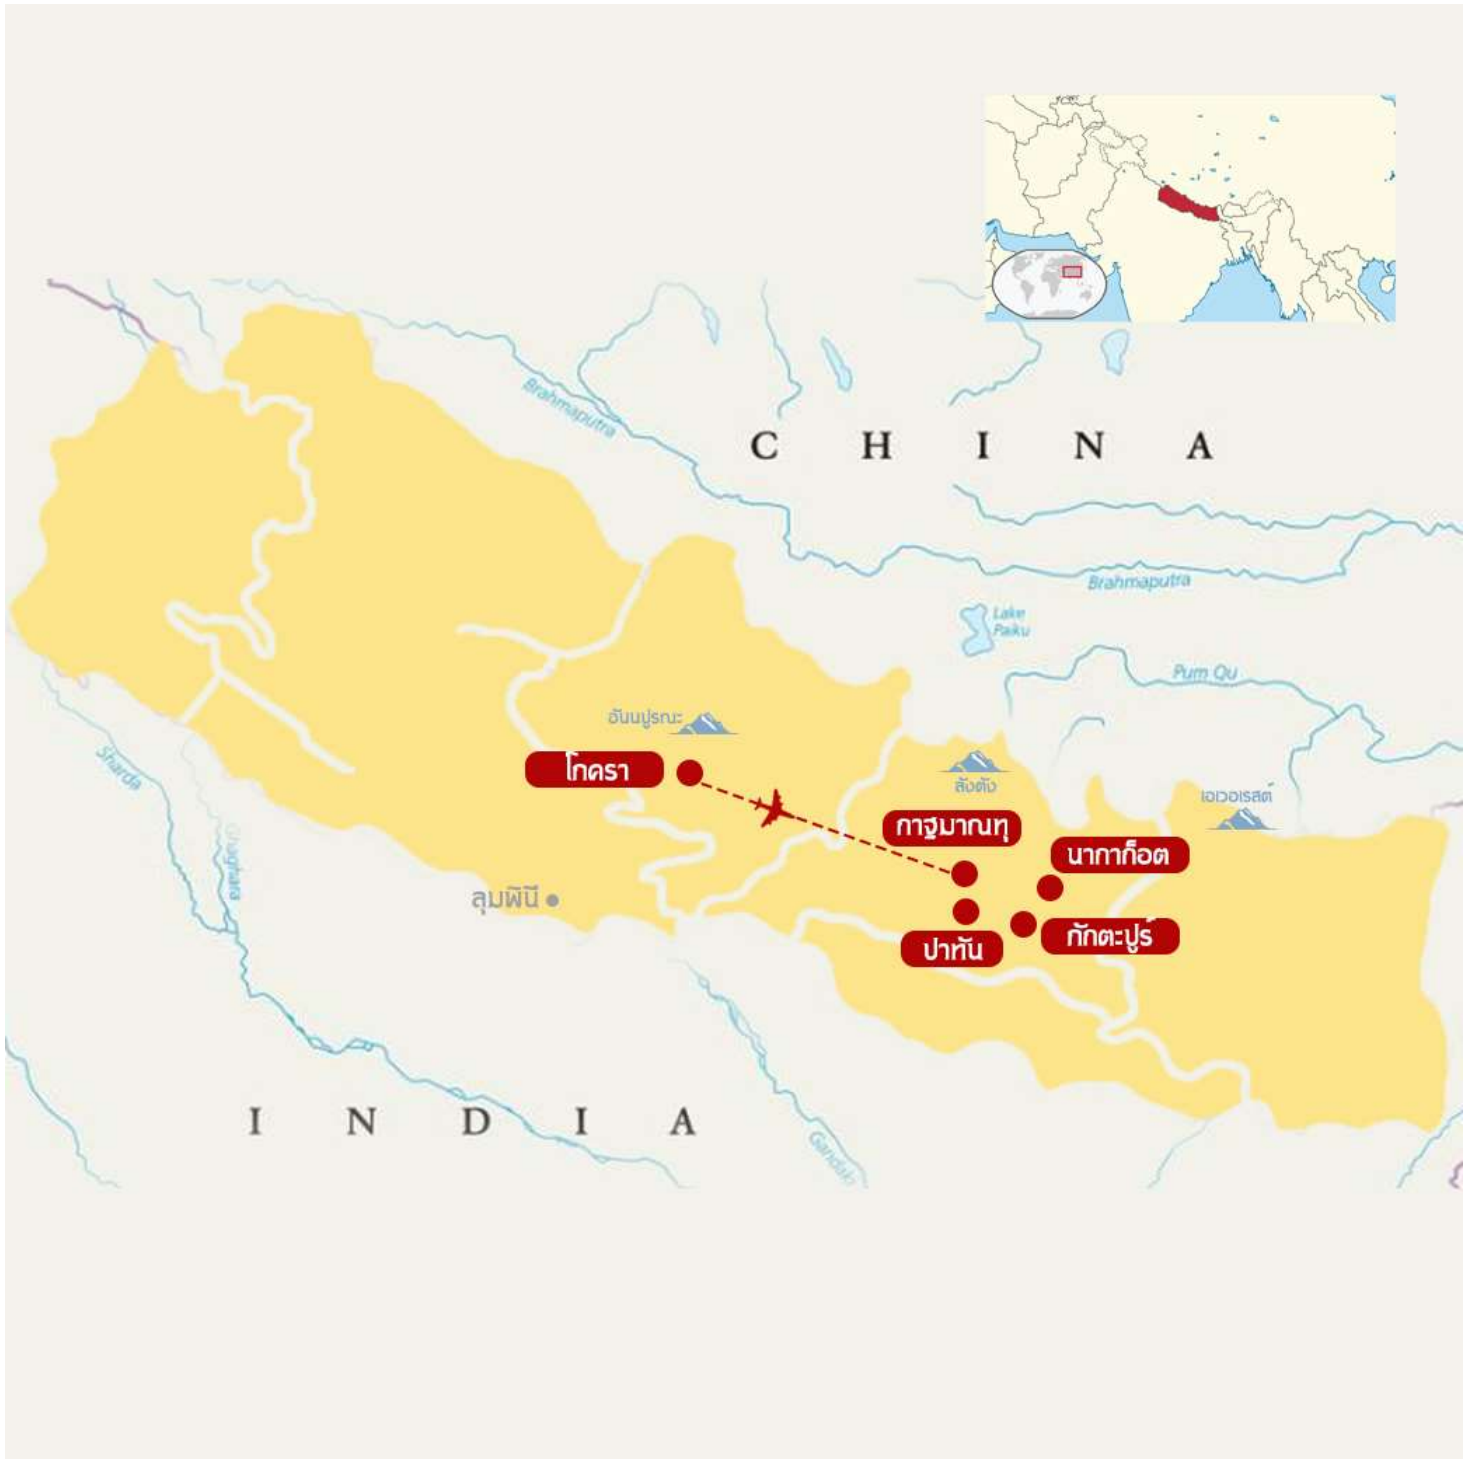 Brahmaputra
C H I N A
Brahmaputra
Lake
Paiku
Pum Qu
อันนปูรณะ
โภครา
ลังตัง
เอเวอเรสต์
กาฐมาณฑุ
นากาก็อต
Sharda
Ghaghara
ลุมพินี
ปาทัน
ภักตะปูร์
I N D I A
Gandaki